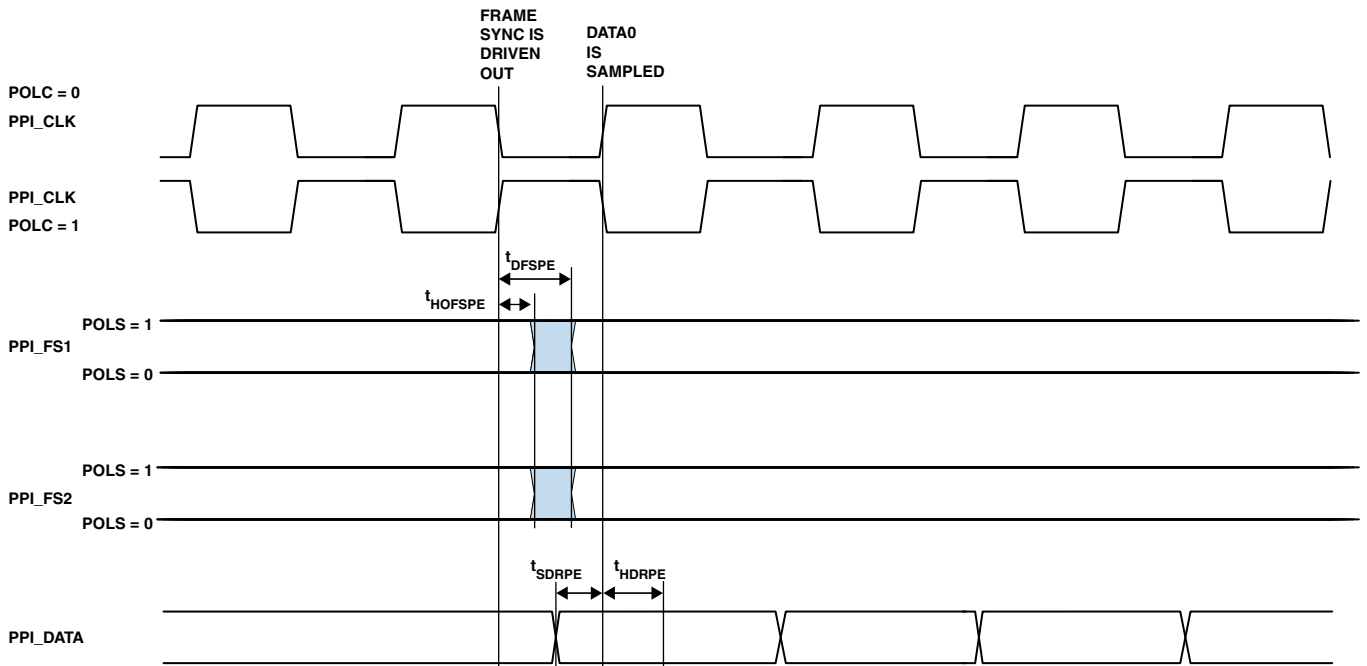 FRAME
SYNC IS
DRIVEN
OUT
DATA0
IS
SAMPLED
POLC = 0
PPI_CLK
PPI_CLK
POLC = 1
tDFSPE
tHOFSPE
POLS = 1
PPI_FS1
POLS = 0
POLS = 1
PPI_FS2
POLS = 0
tSDRPE
tHDRPE
PPI_DATA